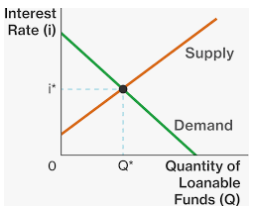 Interest
Rate (i)
Supply
i*
Demand
0
Q*
Quantity of
Loanable
Funds (Q)